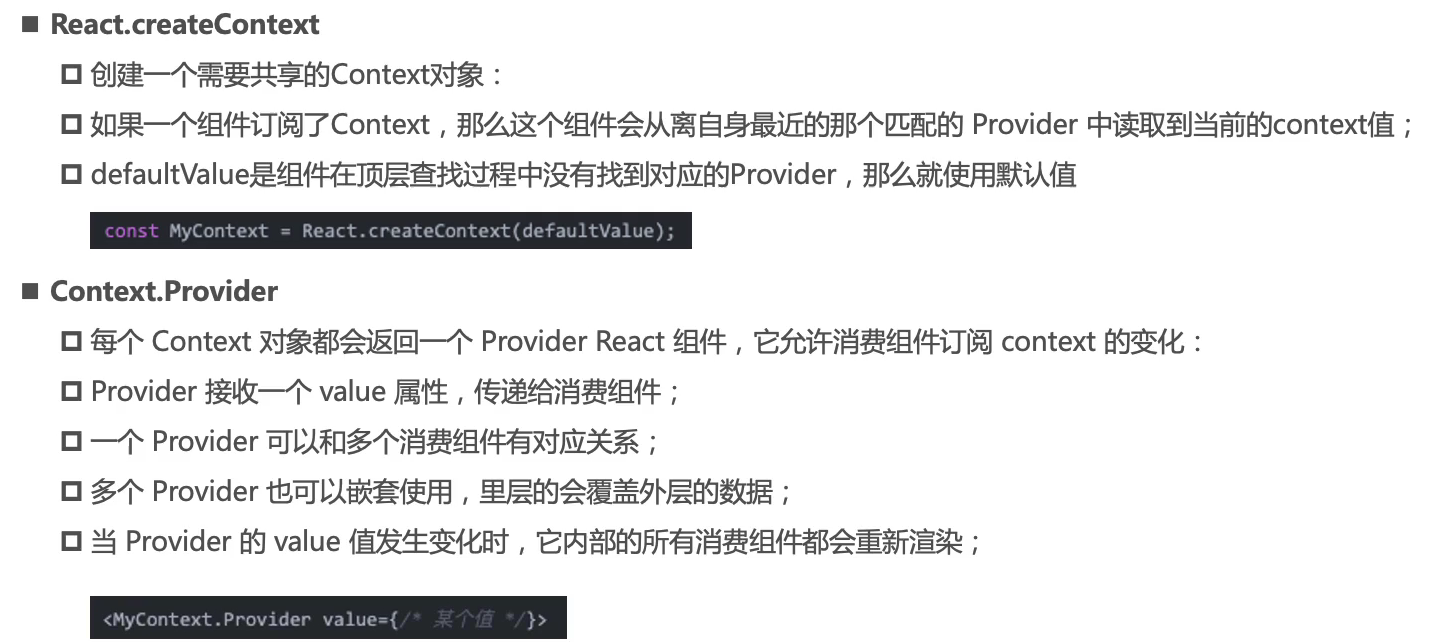 React.createContext
创建一个需要共享的Context对象：
如果一个组件订阅了Context，那么这个组件会从离自身最近的那个匹配的 Provider 中读取到当前的context值；
defaultValue是组件在顶层查找过程中没有找到对应的Provider，那么就使用默认值
const MyContext = React.createContext(defaultValue);
Context.Provider
每个 Context 对象都会返回一个 Provider React 组件，它允许消费组件订阅 context 的变化：
Provider 接收一个 value 属性，传递给消费组件；
一个 Provider 可以和多个消费组件有对应关系；
多个 Provider 也可以嵌套使用，里层的会覆盖外层的数据；
当 Provider 的 value 值发生变化时，它内部的所有消费组件都会重新渲染；
<MyContext.Provider value={/* 某个值 */}>